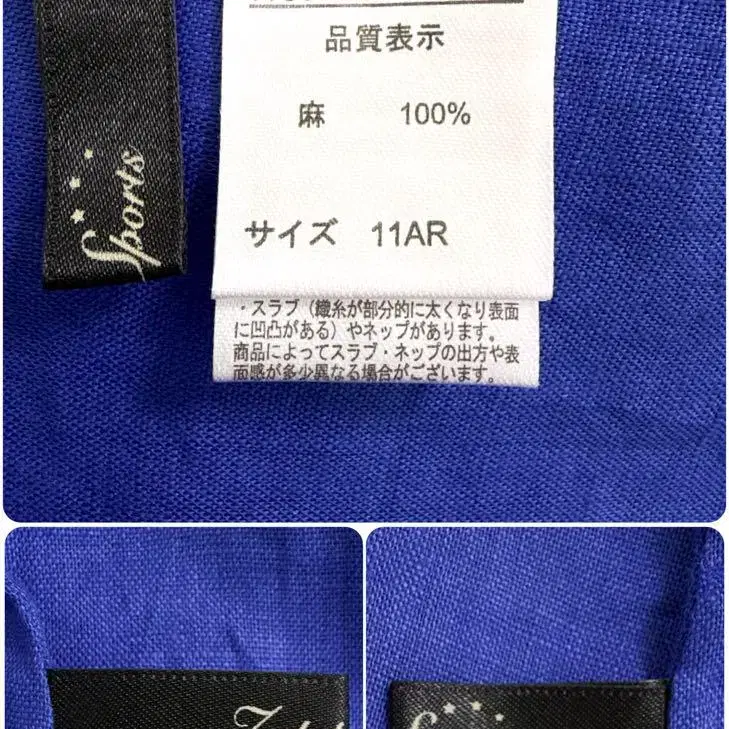 Sports
品質表示
麻 100%
サイズ 11AR
・スラブ（織糸が部分的に太くなり表面
に凹凸がある）やネップがあります。
商品によってスラブ・ネップの出方や表
面感が多少異なる場合がございます。